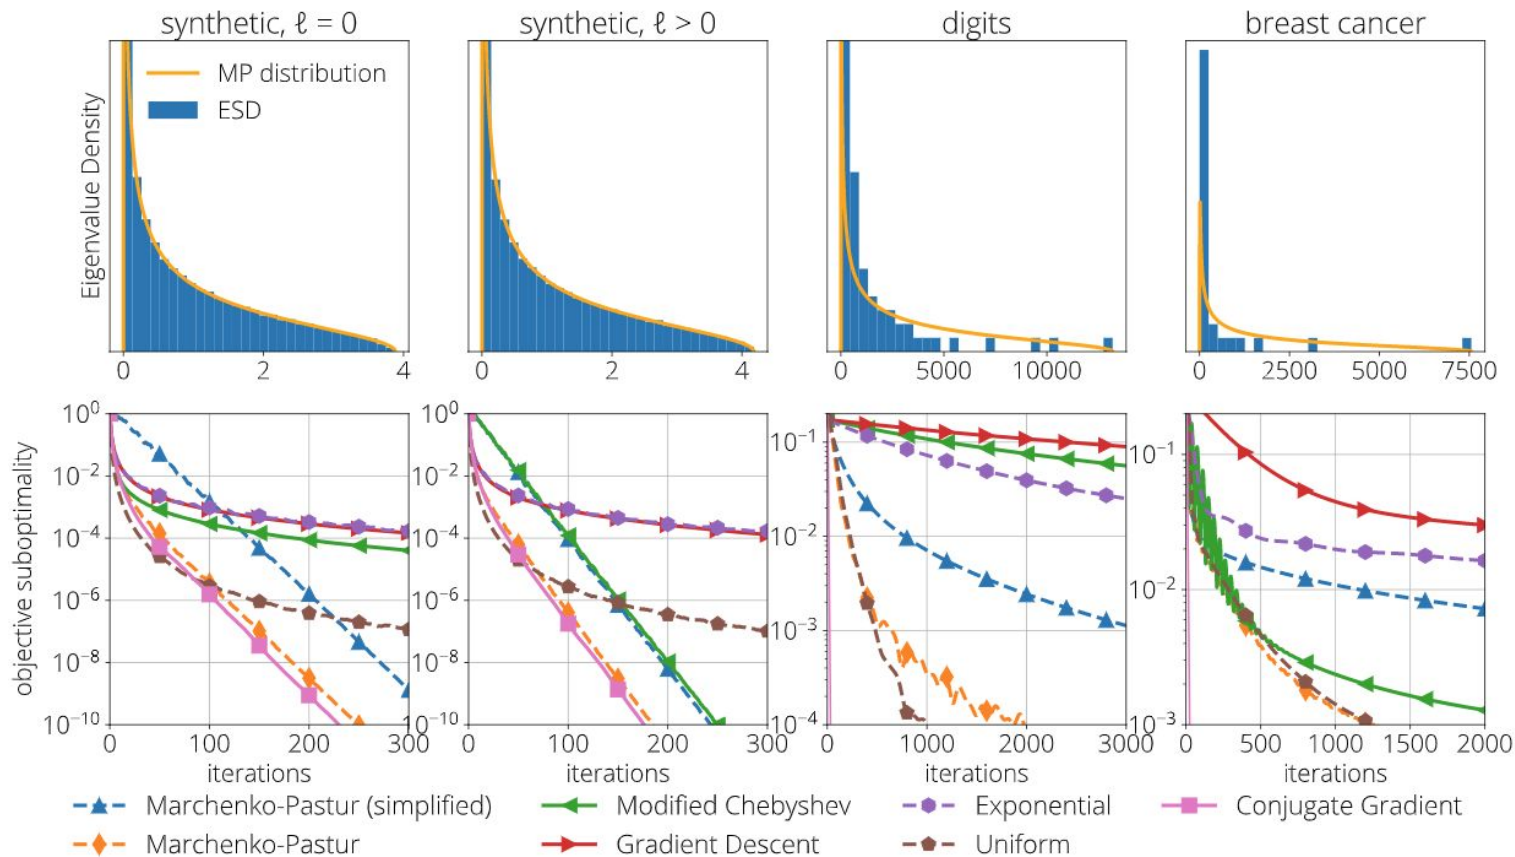 synthetic, ℓ = 0 synthetic, ℓ > 0 digits breast cancer
Eigenvalue Density
MP distribution
ESD
0 2 4 0 2 4 0 5000 10000 0 2500 5000 7500
objective suboptimality
10⁰ 10⁻² 10⁻⁴ 10⁻⁶ 10⁻⁸ 10⁻¹⁰
0 100 200 300
iterations
10⁰ 10⁻² 10⁻⁴ 10⁻⁶ 10⁻⁸ 10⁻¹⁰
0 100 200 300
iterations
10⁻¹ 10⁻² 10⁻³ 10⁻⁴
0 1000 2000 3000
iterations
10⁻¹ 10⁻² 10⁻³
0 500 1000 1500 2000
iterations
Marchenko-Pastur (simplified) Modified Chebyshev Exponential Conjugate Gradient
Marchenko-Pastur Gradient Descent Uniform